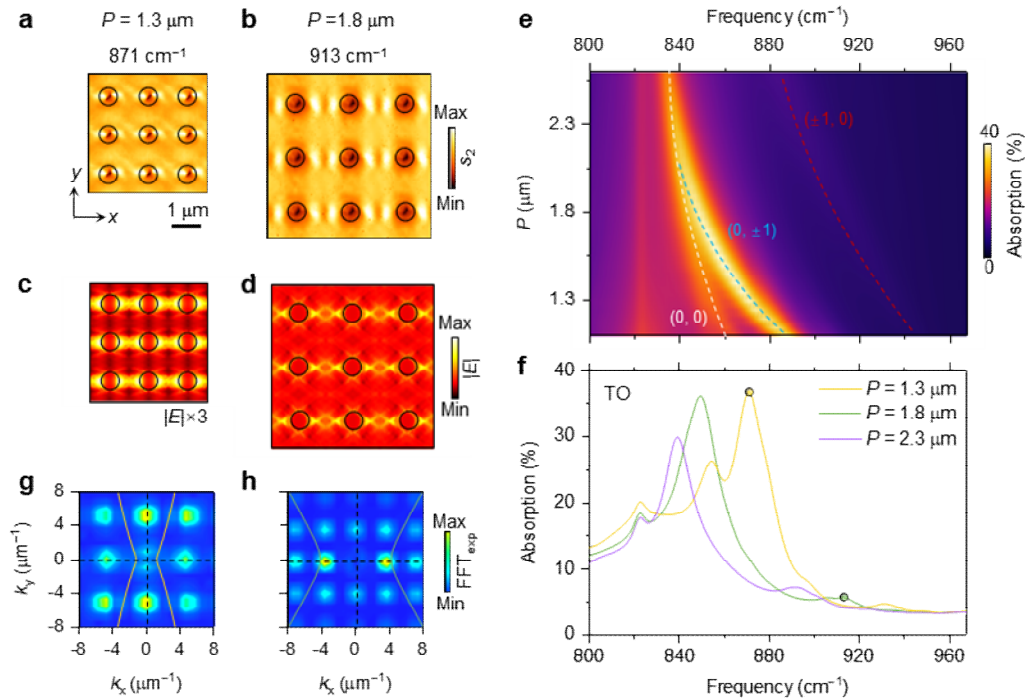 a
P = 1.3 μm
871 cm⁻¹
y
x
1 μm
b
P = 1.8 μm
913 cm⁻¹
Max
s₂
Min
c
|E|×3
d
Max
|E|
Min
g
8
4
0
-4
-8
-8 -4 0 4 8
kᵧ (μm⁻¹)
kₓ (μm⁻¹)
h
-8 -4 0 4 8
kₓ (μm⁻¹)
Max
FFTexp
Min
e
Frequency (cm⁻¹)
800 840 880 920 960
2.3
1.8
1.3
P (μm)
(±1, 0)
(0, ±1)
(0, 0)
40
0
Absorption (%)
f
TO
P = 1.3 μm
P = 1.8 μm
P = 2.3 μm
40
30
20
10
0
Absorption (%)
800 840 880 920 960
Frequency (cm⁻¹)